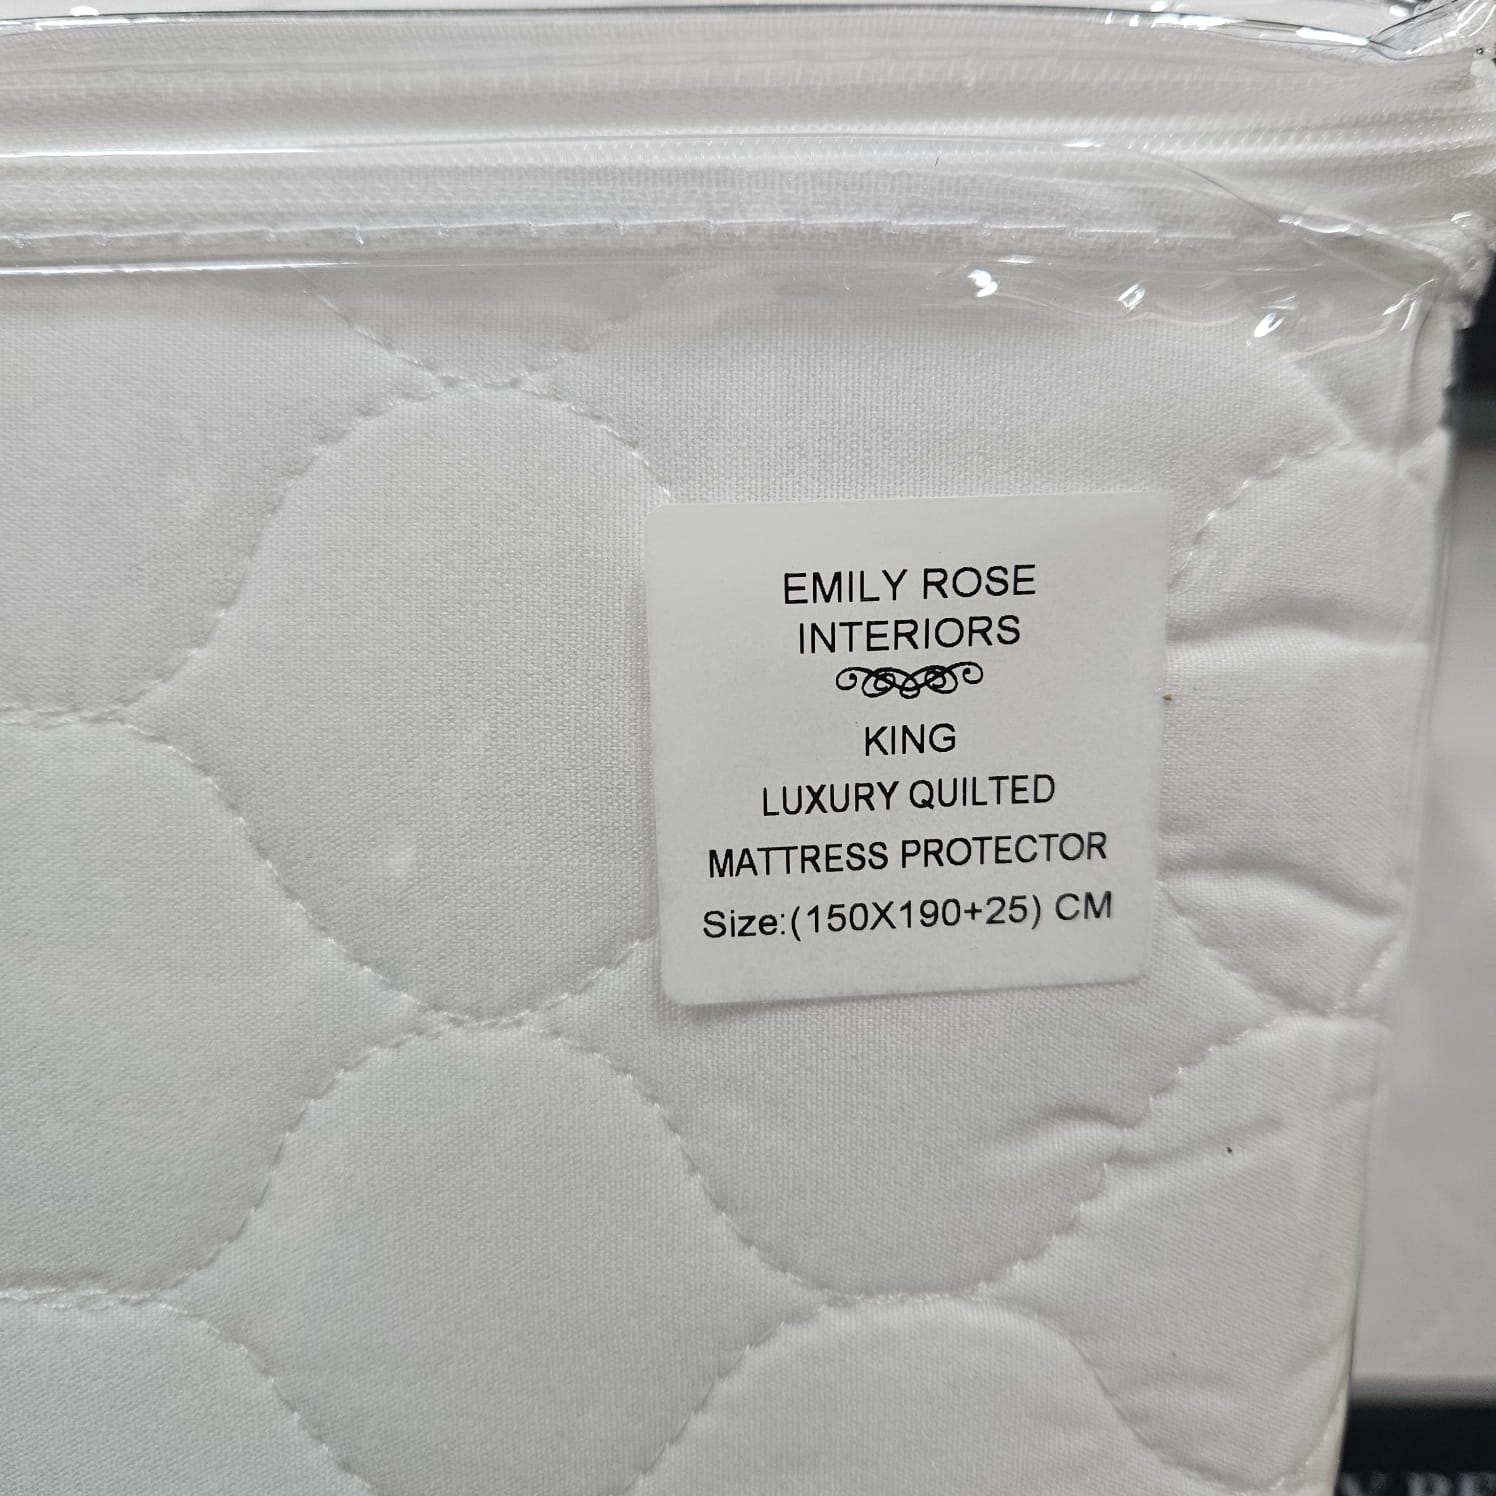 EMILY ROSE
INTERIORS
KING
LUXURY QUILTED
MATTRESS PROTECTOR
Size:(150X190+25) CM